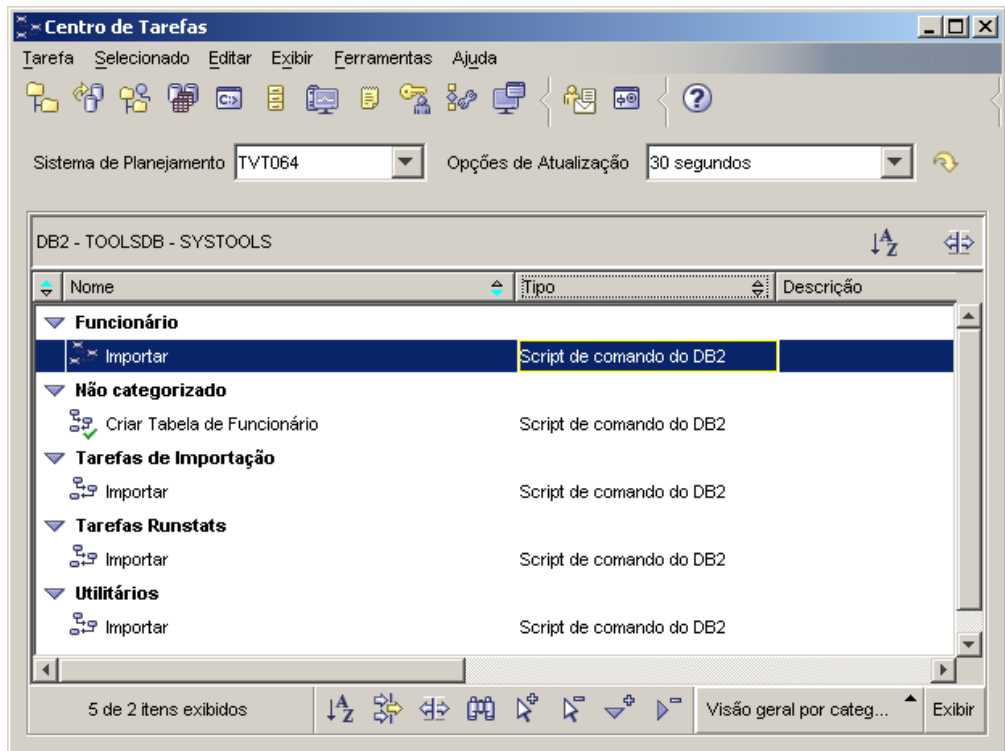 Centro de Tarefas
Tarefa Selecionado Editar Exibir Ferramentas Ajuda
Sistema de Planejamento TVT064 Opções de Atualização 30 segundos
DB2 - TOOLSDB - SYSTOOLS
Nome Tipo Descrição
Funcionário
Importar Script de comando do DB2
Não categorizado
Criar Tabela de Funcionário Script de comando do DB2
Tarefas de Importação
Importar Script de comando do DB2
Tarefas Runstats
Importar Script de comando do DB2
Utilitários
Importar Script de comando do DB2
5 de 2 itens exibidos Visão geral por categ... Exibir